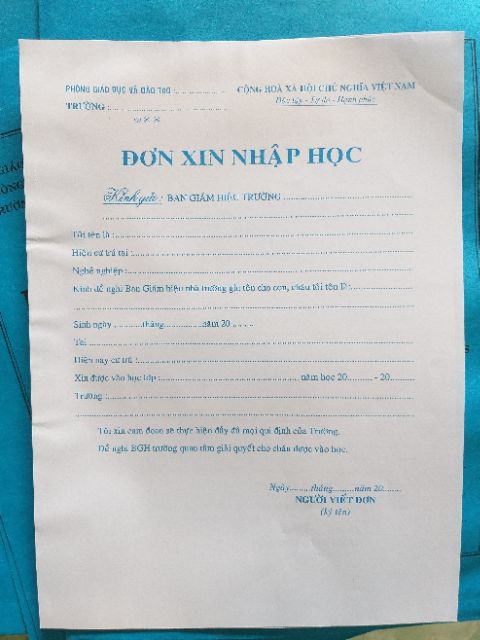 PHÒNG GIÁO DỤC VÀ ĐÀO TẠO :.................. CỘNG HOÀ XÃ HỘI CHỦ NGHĨA VIỆT NAM
TRƯỜNG :.............................. Độc lập - Tự do - Hạnh phúc
ĐƠN XIN NHẬP HỌC
Kính gửi : BAN GIÁM HIỆU TRƯỜNG ..............................
Tôi tên là :..............................
Hiện cư trú tại :..............................
Nghề nghiệp :..............................
Kính đề nghị Ban Giám hiệu nhà trường ghi tên cho con, cháu tôi tên là :..............
Sinh ngày ..........tháng..............năm 20 ........
Tại ..............................
Hiện nay cư trú :..............................
Xin được vào học lớp :.............................. năm học 20......... - 20.........
Trường :..............................
Tôi xin cam đoan sẽ thực hiện đầy đủ mọi qui định của Trường.
Đề nghị BGH trường quan tâm giải quyết cho cháu được vào học.
Ngày........tháng.........năm 20.......
NGƯỜI VIẾT ĐƠN
(ký tên)